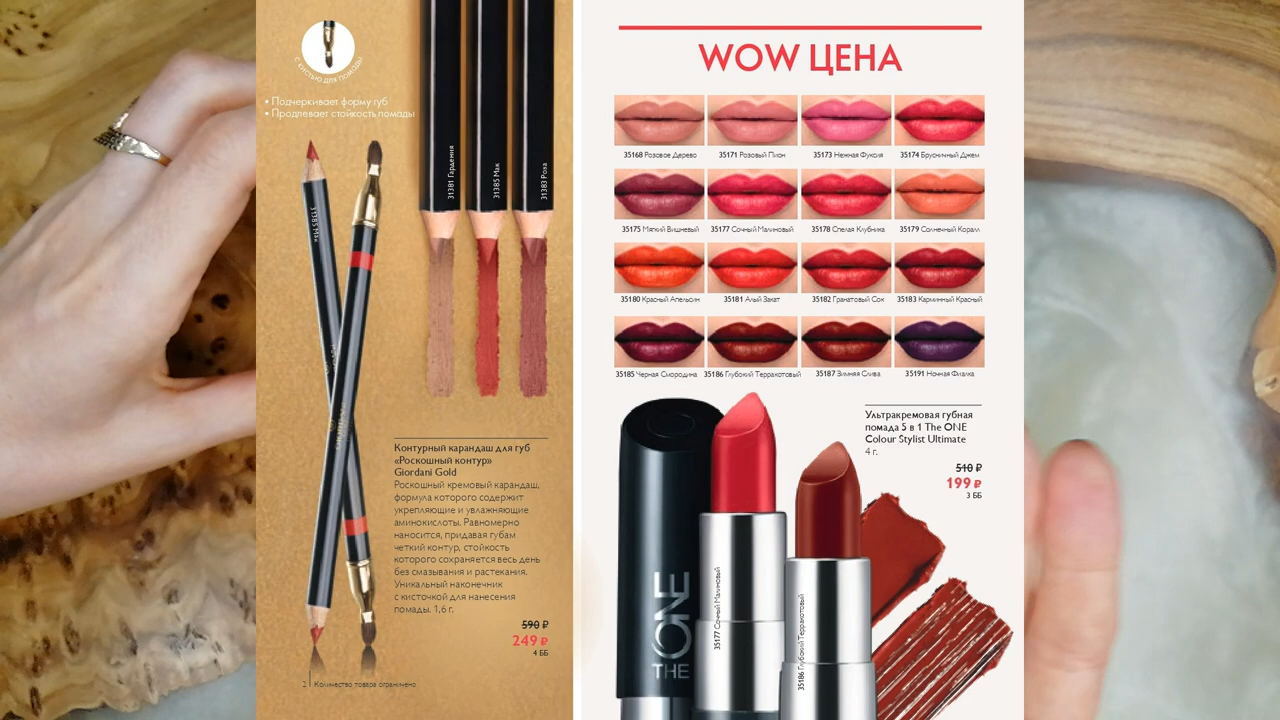 с кистью для помады
• Подчеркивает форму губ
• Продлевает стойкость помады
31381 Гардения
31385 Мак
31383 Роза
31385 Мак
Контурный карандаш для губ
«Роскошный контур»
Giordani Gold
Роскошный кремовый карандаш,
формула которого содержит
укрепляющие и увлажняющие
аминокислоты. Равномерно
наносится, придавая губам
четкий контур, стойкость
которого сохраняется весь день
без смазывания и растекания.
Уникальный наконечник
с кисточкой для нанесения
помады. 1,6 г.
590 ₽
249 ₽
4 ББ
2 Количество товара ограничено
WOW ЦЕНА
35168 Розовое Дерево 35171 Розовый Пион 35173 Нежная Фуксия 35174 Брусничный Джем
35175 Мягкий Вишневый 35177 Сочный Малиновый 35178 Спелая Клубника 35179 Солнечный Коралл
35180 Красный Апельсин 35181 Алый Закат 35182 Гранатовый Сок 35183 Карминный Красный
35185 Черная Смородина 35186 Глубокий Терракотовый 35187 Зимняя Слива 35191 Ночная Фиалка
Ультракремовая губная
помада 5 в 1 The ONE
Colour Stylist Ultimate
4 г.
510 ₽
199 ₽
3 ББ
THE ONE
35177 Сочный Малиновый
35186 Глубокий Терракотовый